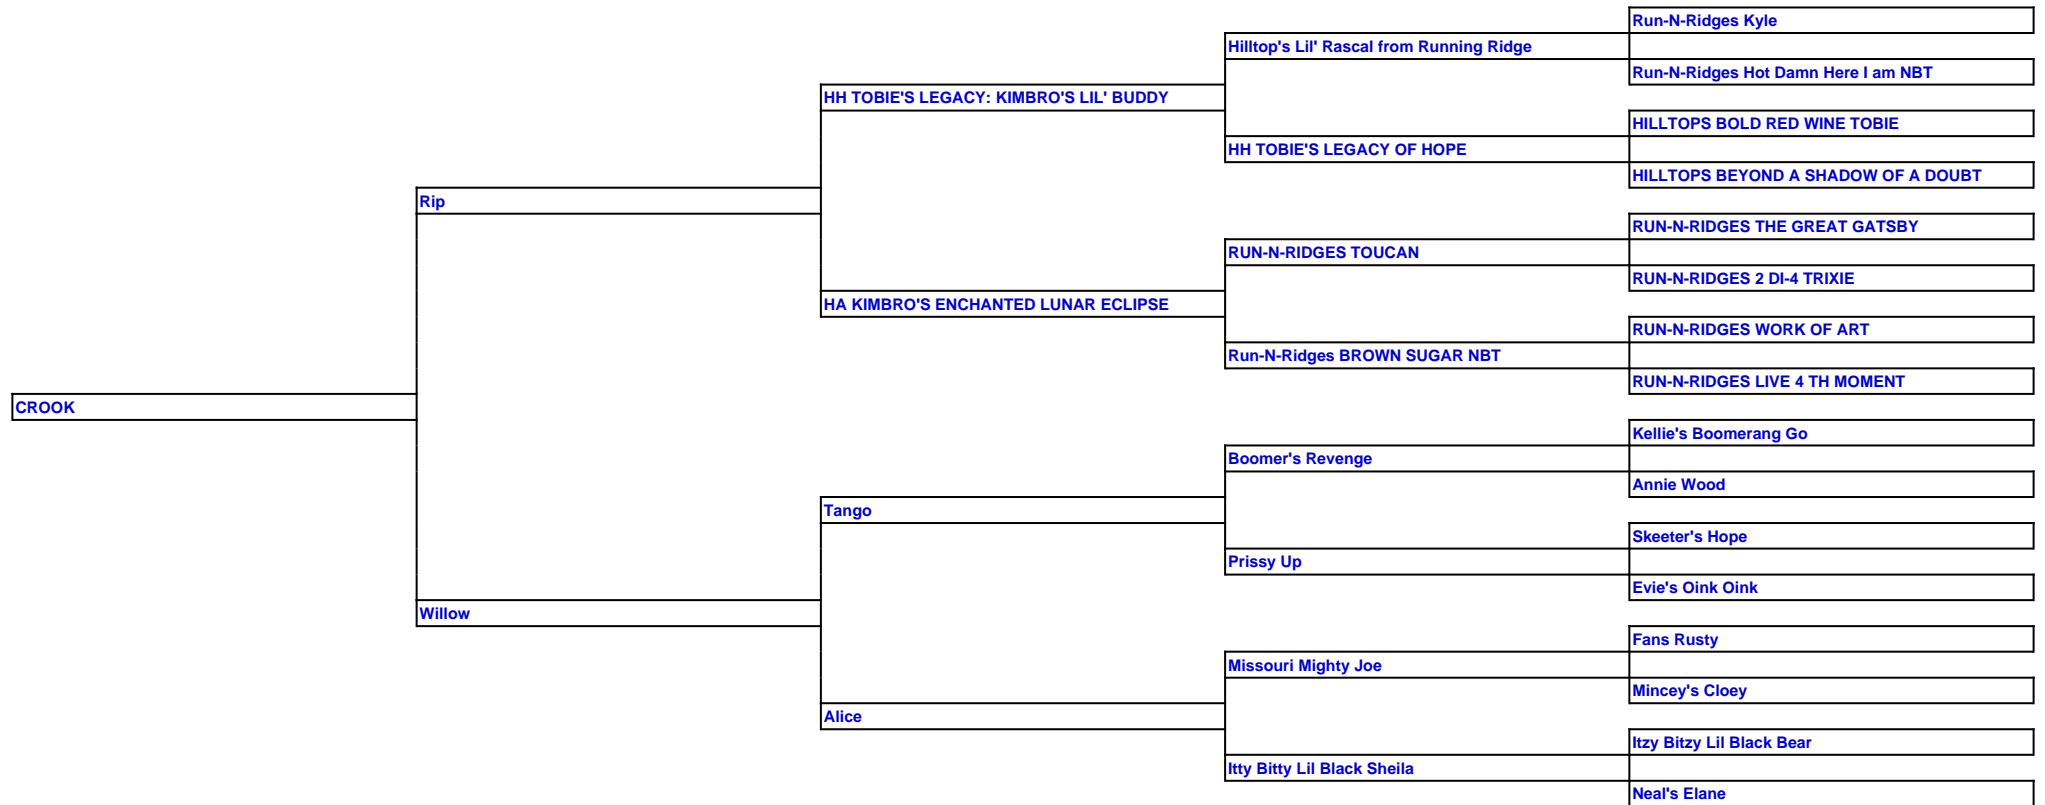 Run-N-Ridges Kyle
Hilltop's Lil' Rascal from Running Ridge
Run-N-Ridges Hot Damn Here I am NBT
HH TOBIE'S LEGACY: KIMBRO'S LIL' BUDDY
HILLTOPS BOLD RED WINE TOBIE
HH TOBIE'S LEGACY OF HOPE
HILLTOPS BEYOND A SHADOW OF A DOUBT
Rip
RUN-N-RIDGES THE GREAT GATSBY
RUN-N-RIDGES TOUCAN
RUN-N-RIDGES 2 DI-4 TRIXIE
HA KIMBRO'S ENCHANTED LUNAR ECLIPSE
RUN-N-RIDGES WORK OF ART
Run-N-Ridges BROWN SUGAR NBT
RUN-N-RIDGES LIVE 4 TH MOMENT
CROOK
Kellie's Boomerang Go
Boomer's Revenge
Annie Wood
Tango
Skeeter's Hope
Prissy Up
Evie's Oink Oink
Willow
Fans Rusty
Missouri Mighty Joe
Mincey's Cloey
Alice
Itzy Bitzy Lil Black Bear
Itty Bitty Lil Black Sheila
Neal's Elane